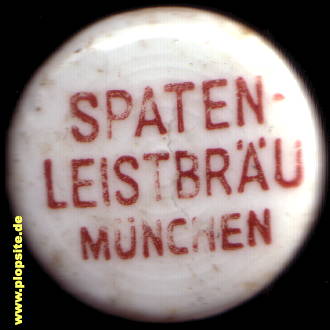 SPATEN-
LEISTBRÄU
MÜNCHEN
www.plopsite.de